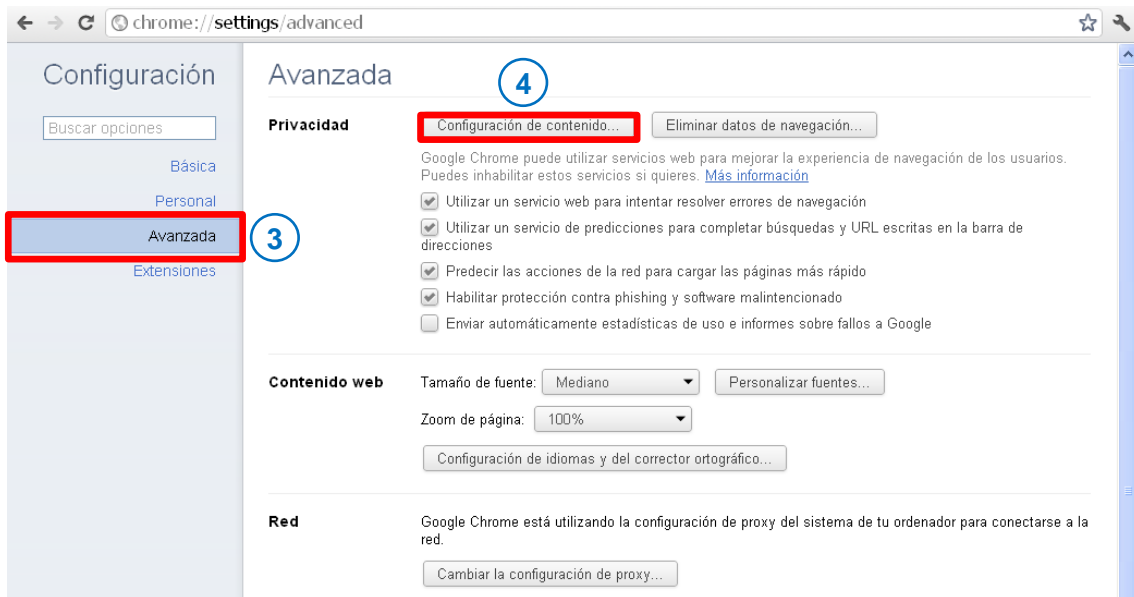 chrome://settings/advanced
Configuración
Buscar opciones
Básica
Personal
Avanzada
3
Extensiones
Avanzada
4
Privacidad
Configuración de contenido...
Eliminar datos de navegación...
Google Chrome puede utilizar servicios web para mejorar la experiencia de navegación de los usuarios.
Puedes inhabilitar estos servicios si quieres. Más información
Utilizar un servicio web para intentar resolver errores de navegación
Utilizar un servicio de predicciones para completar búsquedas y URL escritas en la barra de
direcciones
Predecir las acciones de la red para cargar las páginas más rápido
Habilitar protección contra phishing y software malintencionado
Enviar automáticamente estadísticas de uso e informes sobre fallos a Google
Contenido web
Tamaño de fuente:
Mediano
Personalizar fuentes...
Zoom de página:
100%
Configuración de idiomas y del corrector ortográfico...
Red
Google Chrome está utilizando la configuración de proxy del sistema de tu ordenador para conectarse a la
red.
Cambiar la configuración de proxy...